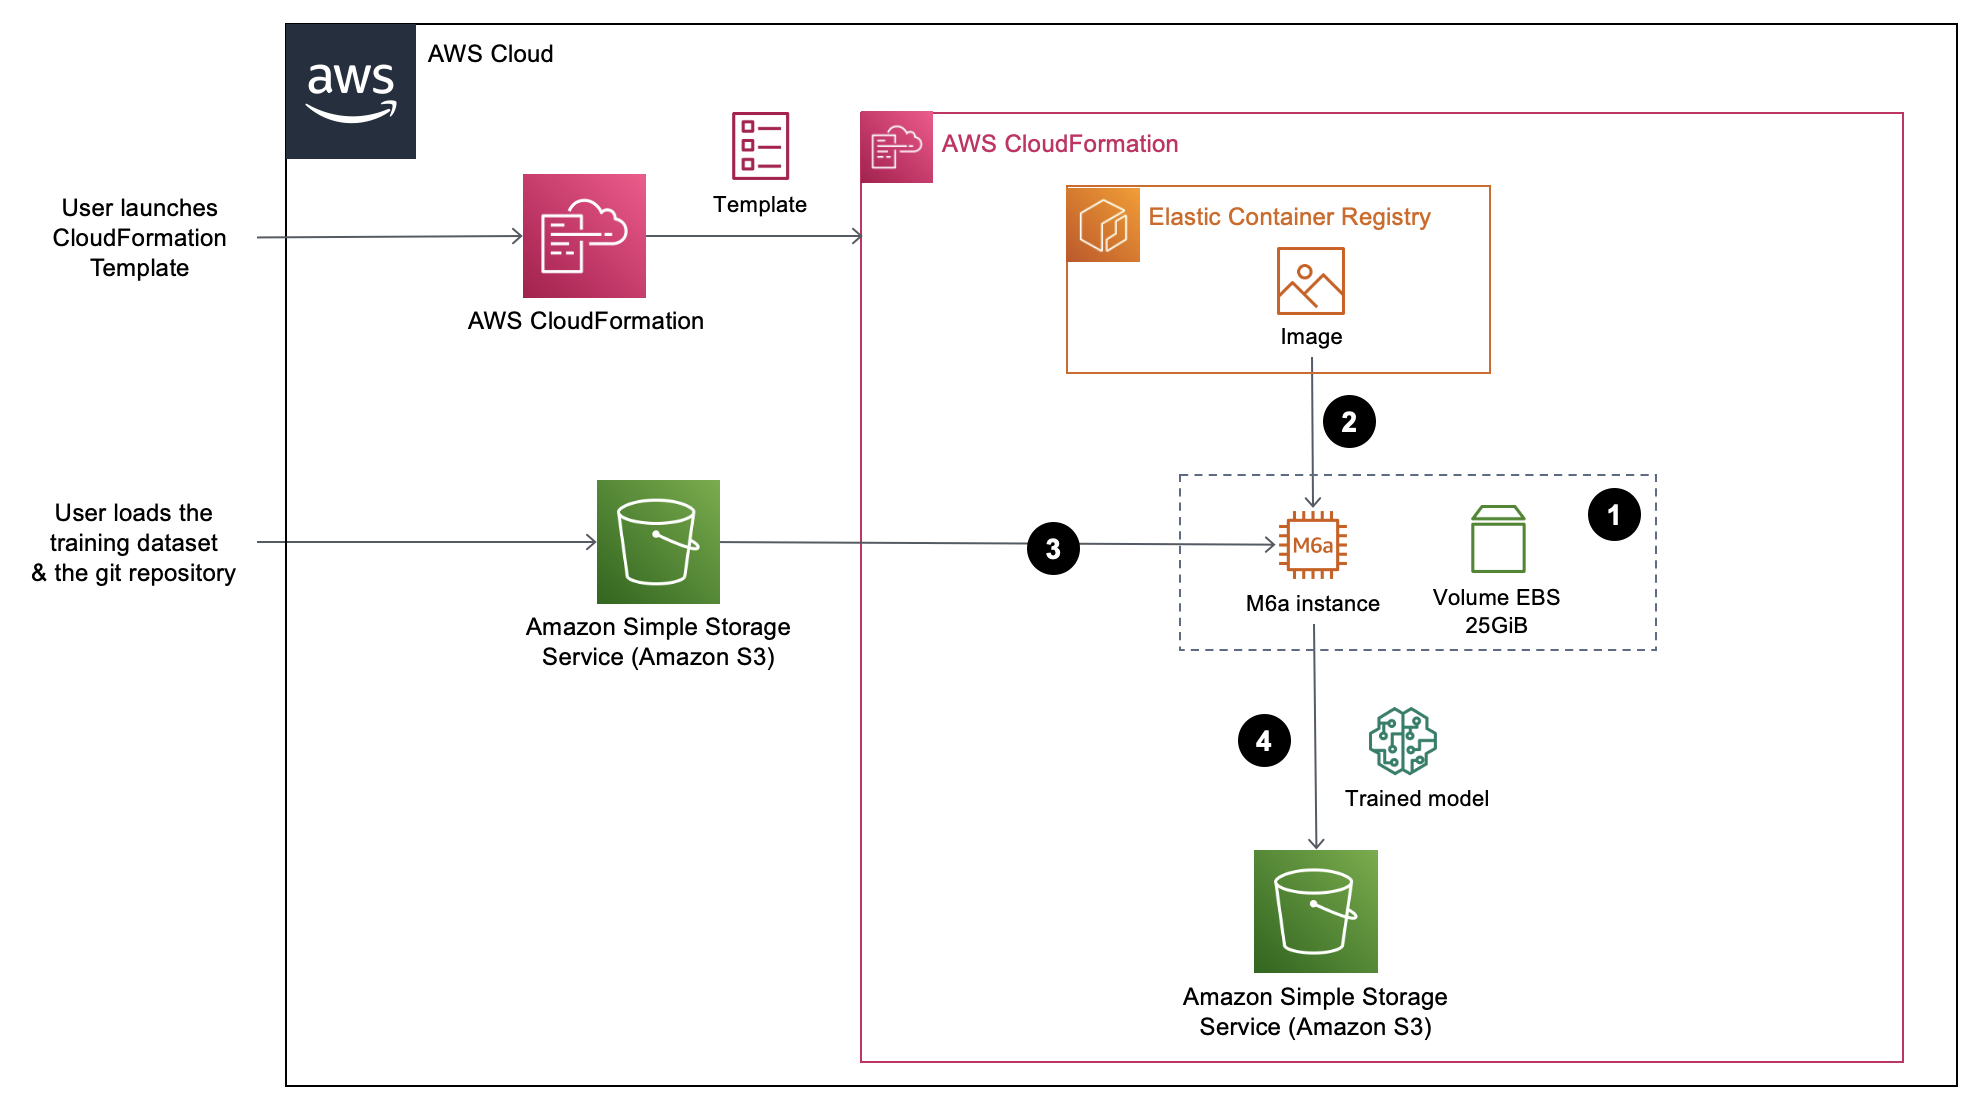 aws
AWS Cloud
Template
AWS CloudFormation
User launches
CloudFormation
Template
AWS CloudFormation
Elastic Container Registry
Image
2
User loads the
training dataset
& the git repository
Amazon Simple Storage
Service (Amazon S3)
3
M6a
M6a instance
1
Volume EBS
25GiB
4
Trained model
Amazon Simple Storage
Service (Amazon S3)